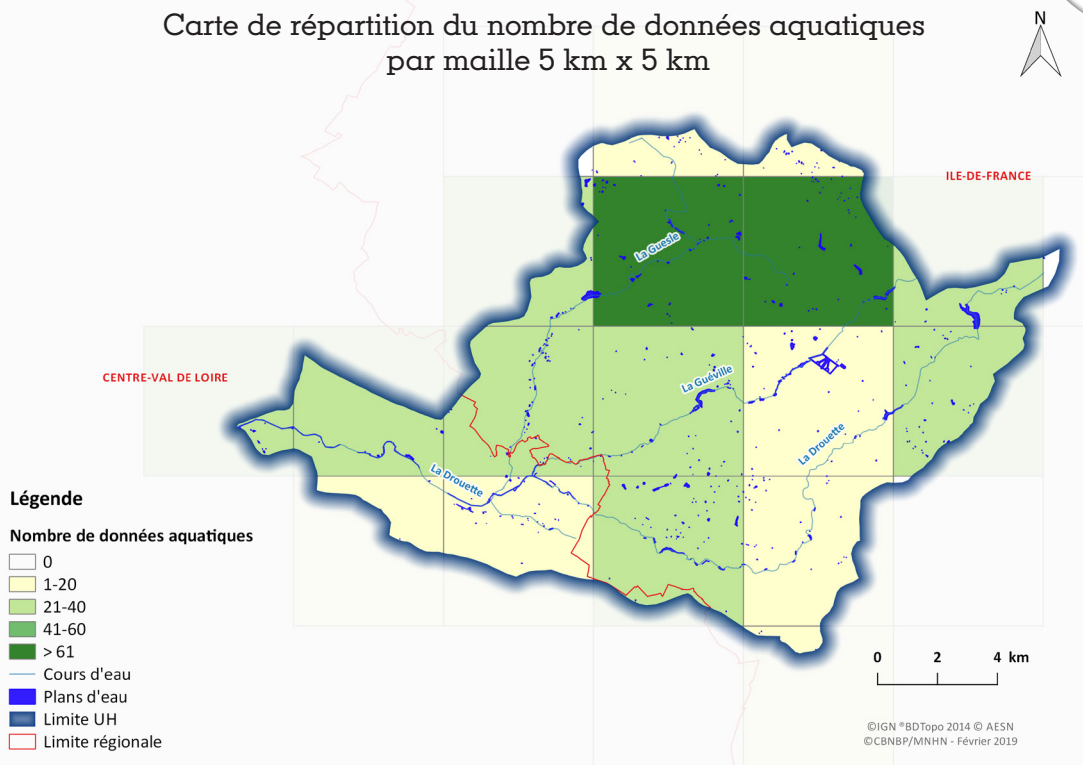 Carte de répartition du nombre de données aquatiques
par maille 5 km x 5 km
N
ILE-DE-FRANCE
La Guesle
CENTRE-VAL DE LOIRE
La Guéville
La Drouette
La Drouette
Légende
Nombre de données aquatiques
0
1-20
21-40
41-60
> 61
Cours d'eau
Plans d'eau
Limite UH
Limite régionale
0 2 4 km
©IGN ®BDTopo 2014 © AESN
©CBNBP/MNHN - Février 2019